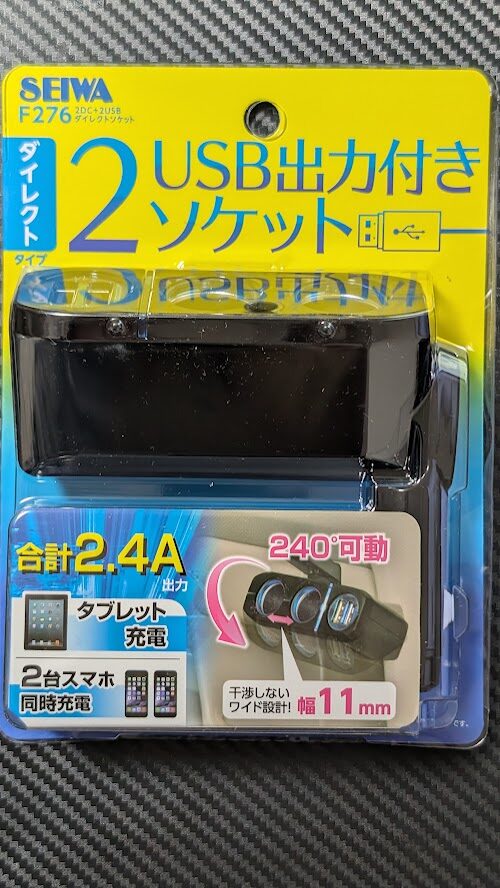 SEIWA
F276 2DC+2USB
ダイレクトソケット
ダイレクト
タイプ
2 USB出力付き
ソケット
合計2.4A
出力
タブレット
充電
2台スマホ
同時充電
240°可動
干渉しない
ワイド設計! 幅11mm
です。